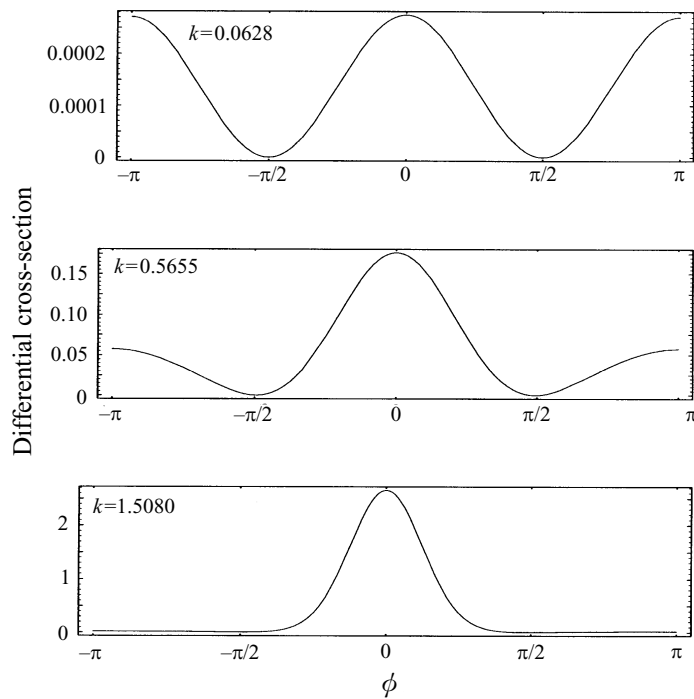 k=0.0628
0.0002
0.0001
0
–π
–π/2
0
π/2
π
Differential cross-section
k=0.5655
0.15
0.10
0.05
0
–π
–π/2
0
π/2
π
k=1.5080
2
1
0
–π
–π/2
0
π/2
π
ϕ